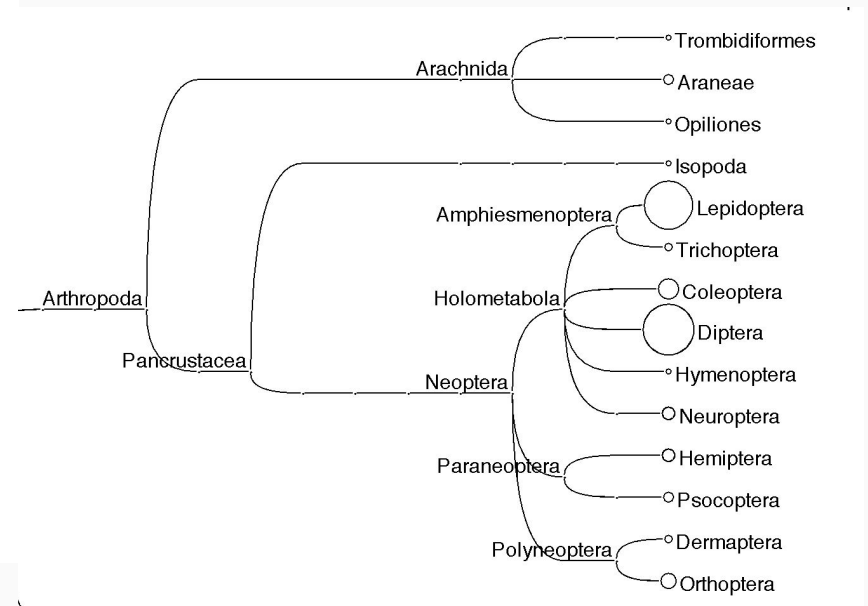 Trombidiformes
Arachnida
Araneae
Opiliones
Isopoda
Lepidoptera
Amphiesmenoptera
Trichoptera
Coleoptera
Holometabola
Arthropoda
Diptera
Pancrustacea
Hymenoptera
Neoptera
Neuroptera
Hemiptera
Paraneoptera
Psocoptera
Dermaptera
Polyneoptera
Orthoptera